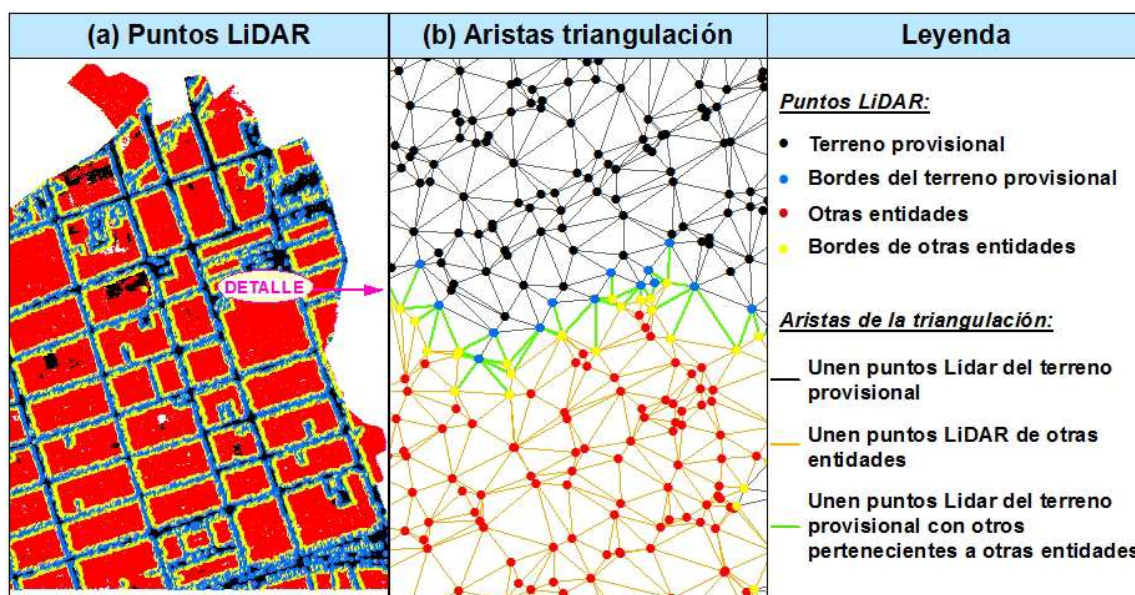 (a) Puntos LiDAR
(b) Aristas triangulación
Leyenda
DETALLE
Puntos LiDAR:
Terreno provisional
Bordes del terreno provisional
Otras entidades
Bordes de otras entidades
Aristas de la triangulación:
Unen puntos Lidar del terreno
provisional
Unen puntos LiDAR de otras
entidades
Unen puntos Lidar del terreno
provisional con otros
pertenecientes a otras entidades